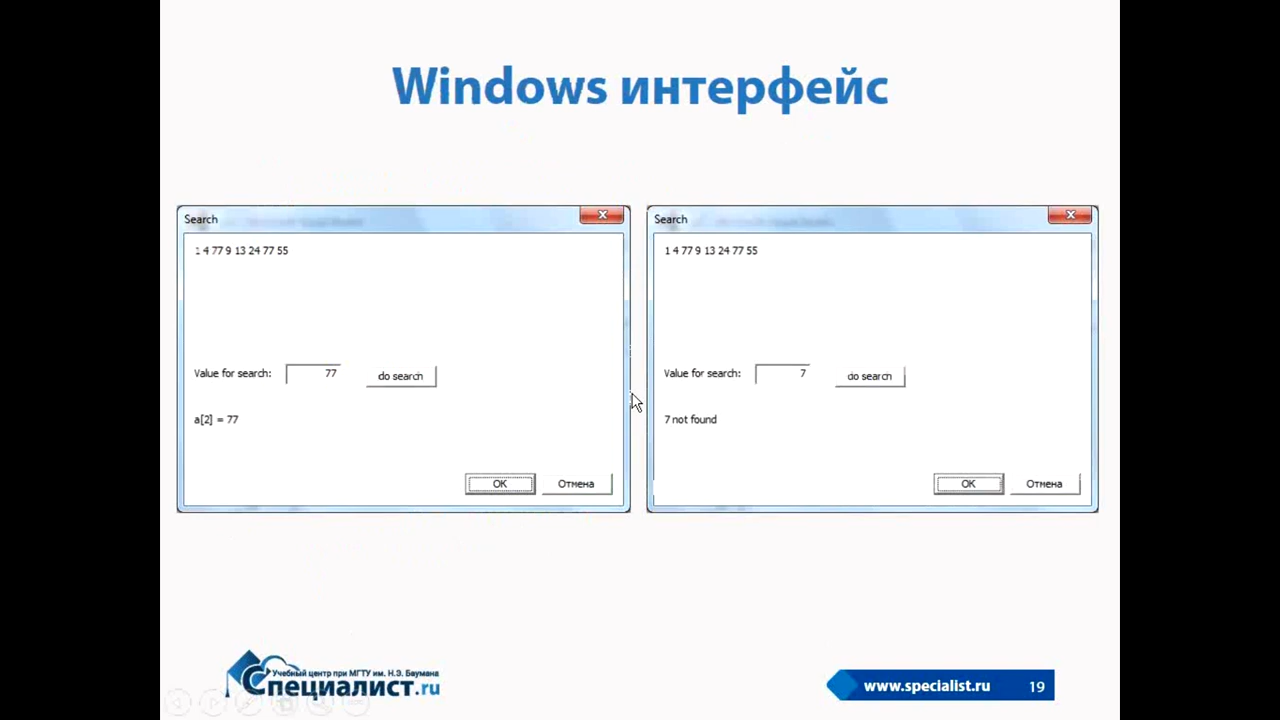 Windows интерфейс
Search
1 4 77 9 13 24 77 55
Value for search:
77
do search
a[2] = 77
OK
Отмена
Search
1 4 77 9 13 24 77 55
Value for search:
7
do search
7 not found
OK
Отмена
Учебный центр при МГТУ им. Н.Э. Баумана
Специалист.ru
www.specialist.ru
19